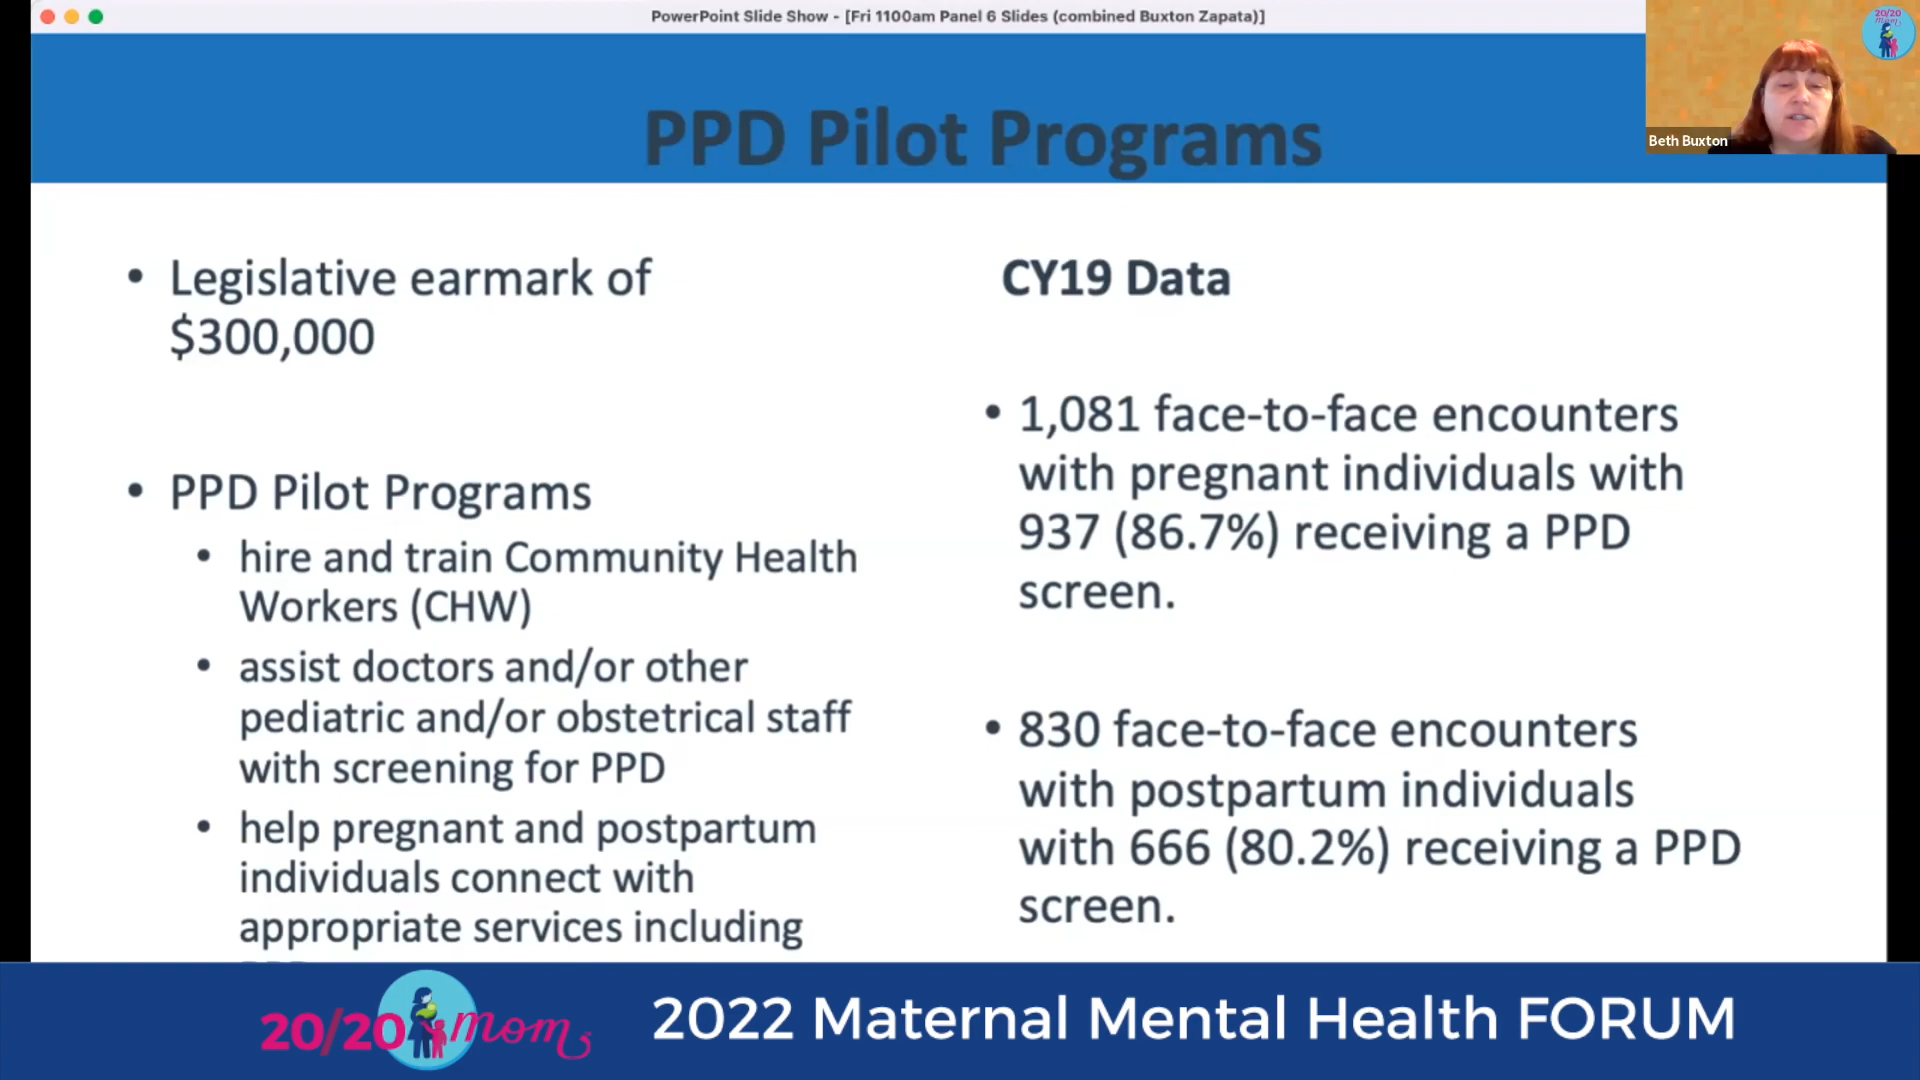 PowerPoint Slide Show - [Fri 1100am Panel 6 Slides (combined Buxton Zapata)]
20/20
mom
Beth Buxton
PPD Pilot Programs
• Legislative earmark of
$300,000
• PPD Pilot Programs
• hire and train Community Health
Workers (CHW)
• assist doctors and/or other
pediatric and/or obstetrical staff
with screening for PPD
• help pregnant and postpartum
individuals connect with
appropriate services including
CY19 Data
• 1,081 face-to-face encounters
with pregnant individuals with
937 (86.7%) receiving a PPD
screen.
• 830 face-to-face encounters
with postpartum individuals
with 666 (80.2%) receiving a PPD
screen.
20/20 mom
2022 Maternal Mental Health FORUM